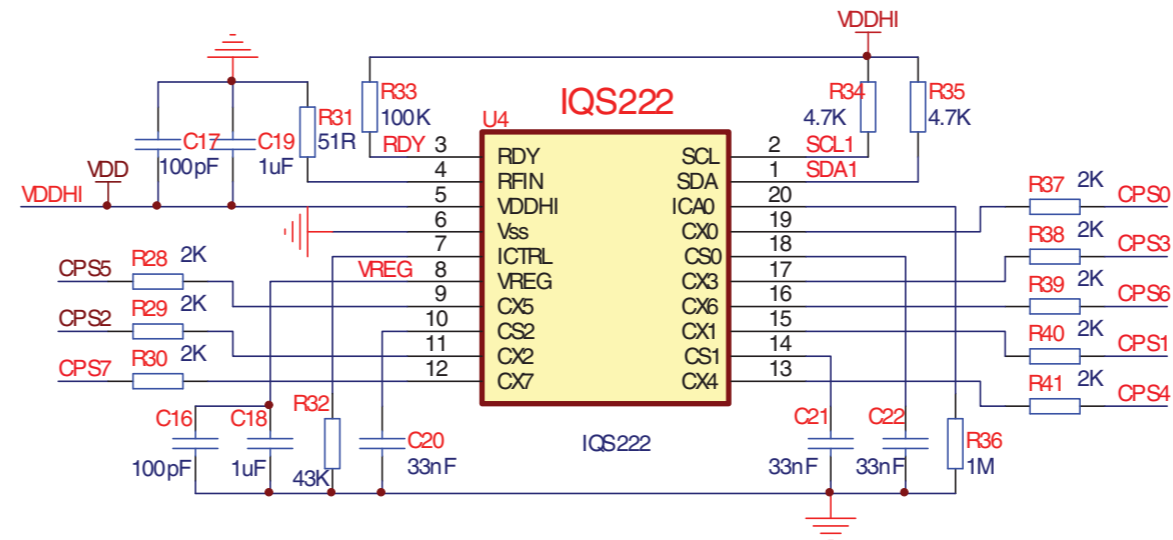 VDDHI
R33
100K
R34
4.7K
R35
4.7K
IQS222
U4
C17
100pF
C19
1uF
R31
51R
VDD
VDDHI
RDY 3 RDY
4 RFIN
5 VDDHI
6 Vss
7 ICTRL
VREG 8 VREG
9 CX5
10 CS2
11 CX2
12 CX7
SCL 2 SCL1
SDA 1 SDA1
ICA0 20
CX0 19
CS0 18
CX3 17
CX6 16
CX1 15
CS1 14
CX4 13
CPS5 R28 2K
CPS2 R29 2K
CPS7 R30 2K
R37 2K CPS0
R38 2K CPS3
R39 2K CPS6
R40 2K CPS1
R41 2K CPS4
C16
100pF
C18
1uF
R32
43K
C20
33nF
IQS222
C21
33nF
C22
33nF
R36
1M